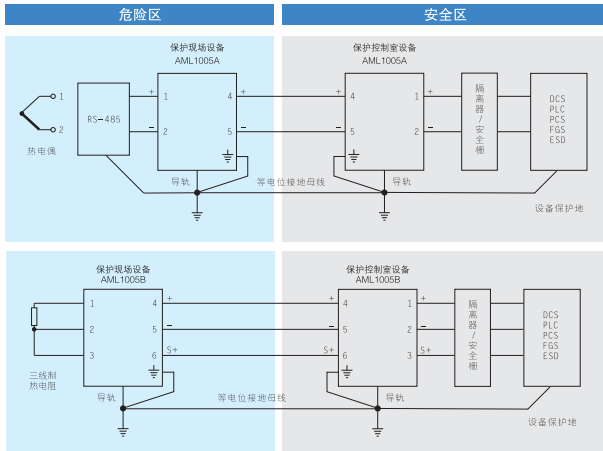 危险区
安全区
保护现场设备
AML1005A
保护控制室设备
AML1005A
1
2
热电偶
RS-485
+
−
1
2
4
5
+
−
导轨
等电位接地母线
+
−
4
5
1
2
+
−
导轨
隔离器/安全栅
DCS
PLC
PCS
FGS
ESD
设备保护地
保护现场设备
AML1005B
保护控制室设备
AML1005B
三线制
热电阻
1
2
3
4
5
6
+
−
S+
导轨
等电位接地母线
+
−
S+
4
5
6
1
2
3
+
−
S+
导轨
隔离器/安全栅
DCS
PLC
PCS
FGS
ESD
设备保护地